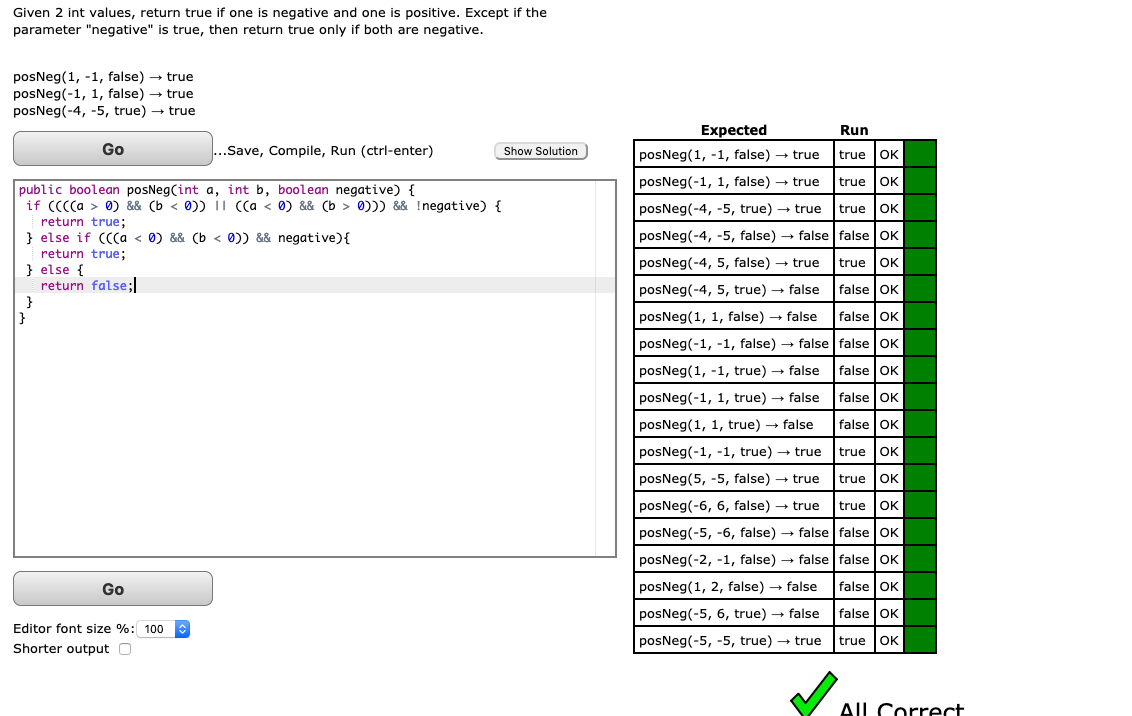 Given 2 int values, return true if one is negative and one is positive. Except if the
parameter "negative" is true, then return true only if both are negative.
posNeg(1, -1, false) → true
posNeg(-1, 1, false) → true
posNeg(-4, -5, true) → true
Go
...Save, Compile, Run (ctrl-enter)
Show Solution
public boolean posNeg(int a, int b, boolean negative) {
if ((((a > 0) && (b < 0)) || ((a < 0) && (b > 0))) && !negative) {
return true;
} else if (((a < 0) && (b < 0)) && negative){
return true;
} else {
return false;
}
}
Go
Editor font size %: 100
Shorter output
Expected Run
posNeg(1, -1, false) → true true OK
posNeg(-1, 1, false) → true true OK
posNeg(-4, -5, true) → true true OK
posNeg(-4, -5, false) → false false OK
posNeg(-4, 5, false) → true true OK
posNeg(-4, 5, true) → false false OK
posNeg(1, 1, false) → false false OK
posNeg(-1, -1, false) → false false OK
posNeg(1, -1, true) → false false OK
posNeg(-1, 1, true) → false false OK
posNeg(1, 1, true) → false false OK
posNeg(-1, -1, true) → true true OK
posNeg(5, -5, false) → true true OK
posNeg(-6, 6, false) → true true OK
posNeg(-5, -6, false) → false false OK
posNeg(-2, -1, false) → false false OK
posNeg(1, 2, false) → false false OK
posNeg(-5, 6, true) → false false OK
posNeg(-5, -5, true) → true true OK
All Correct